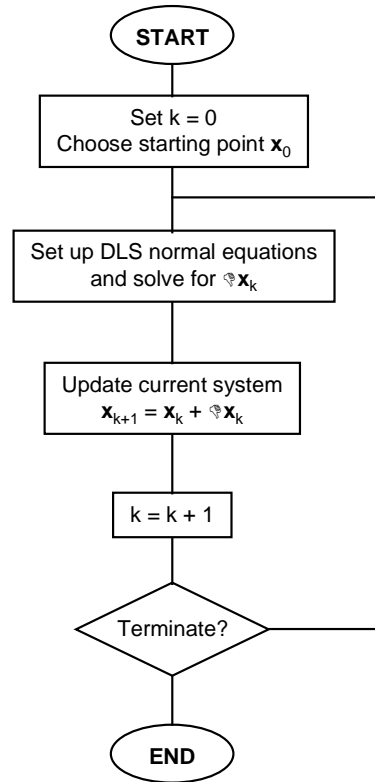 START
Set k = 0
Choose starting point x₀
Set up DLS normal equations
and solve for 👎︎xₖ
Update current system
xₖ₊₁ = xₖ + 👎︎xₖ
k = k + 1
Terminate?
END